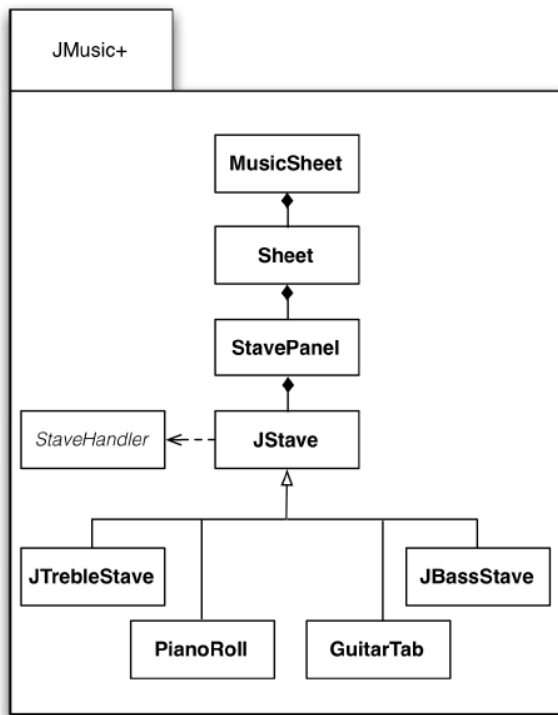 JMusic+
MusicSheet
Sheet
StavePanel
StaveHandler
JStave
JTrebleStave
JBassStave
PianoRoll
GuitarTab